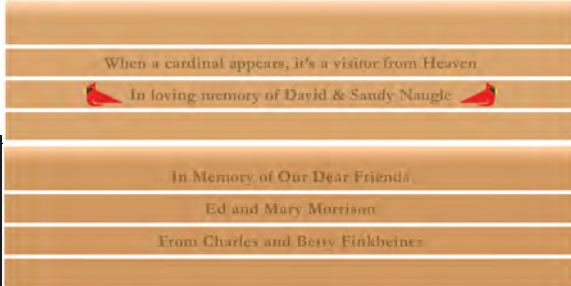 When a cardinal appears, it's a visitor from Heaven
In loving memory of David & Sandy Naugle
In Memory of Our Dear Friends
Ed and Mary Morrison
From Charles and Betty Finkbeiner